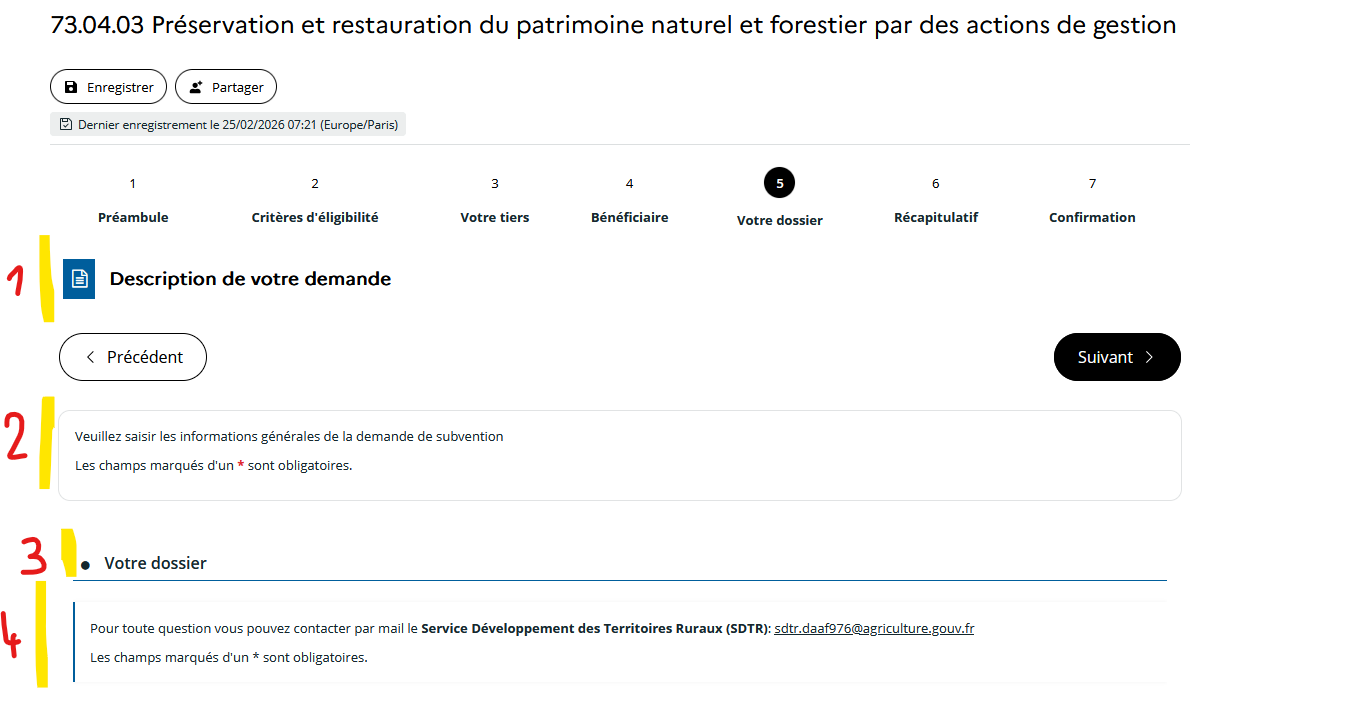 73.04.03 Préservation et restauration du patrimoine naturel et forestier par des actions de gestion
Enregistrer Partager
Dernier enregistrement le 25/02/2026 07:21 (Europe/Paris)
1 2 3 4 5 6 7
Préambule Critères d'éligibilité Votre tiers Bénéficiaire Votre dossier Récapitulatif Confirmation
1 Description de votre demande
Précédent Suivant
2 Veuillez saisir les informations générales de la demande de subvention
Les champs marqués d'un * sont obligatoires.
3 • Votre dossier
4 Pour toute question vous pouvez contacter par mail le Service Développement des Territoires Ruraux (SDTR): sdtr.daaf976@agriculture.gouv.fr
Les champs marqués d'un * sont obligatoires.